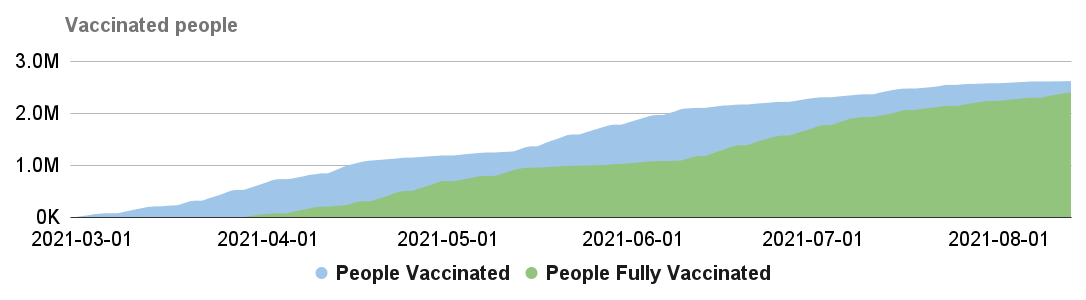 Vaccinated people
3.0M
2.0M
1.0M
0K
2021-03-01 2021-04-01 2021-05-01 2021-06-01 2021-07-01 2021-08-01
People Vaccinated People Fully Vaccinated